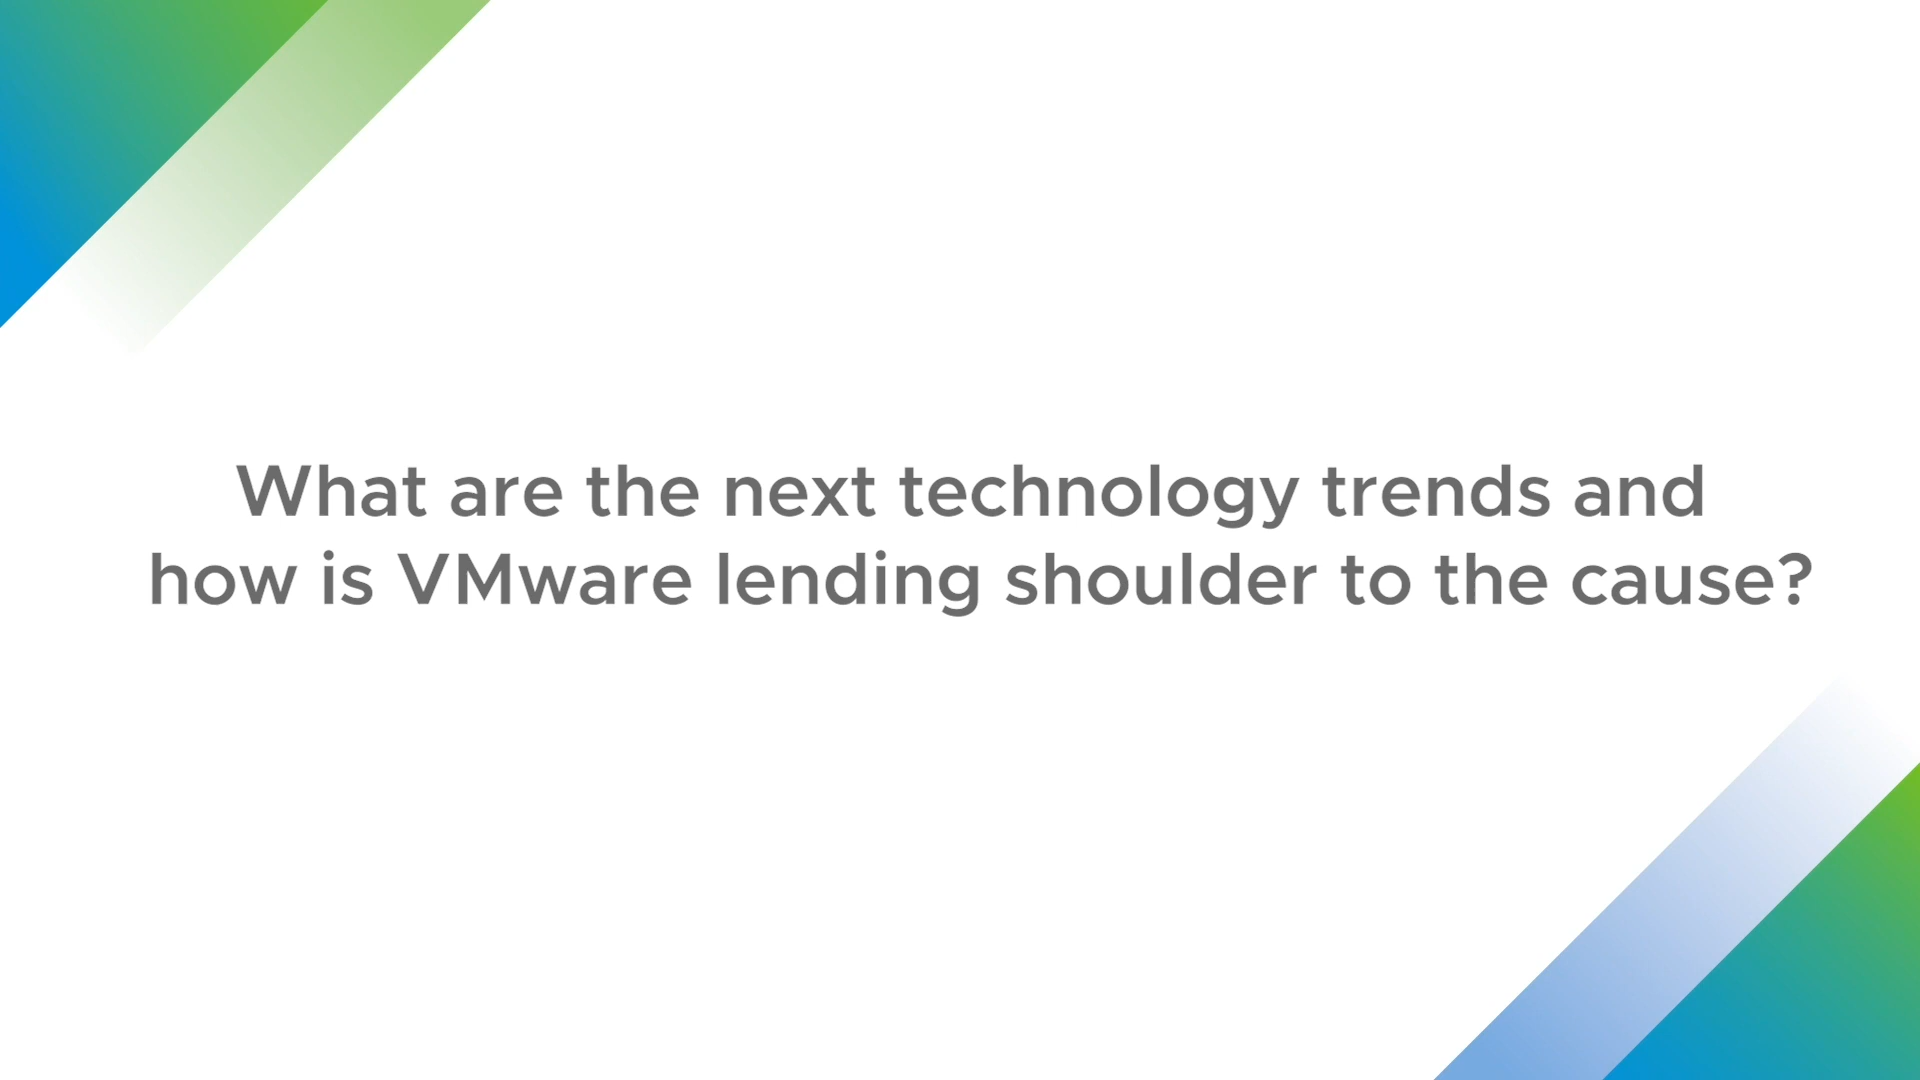 What are the next technology trends and
how is VMware lending shoulder to the cause?